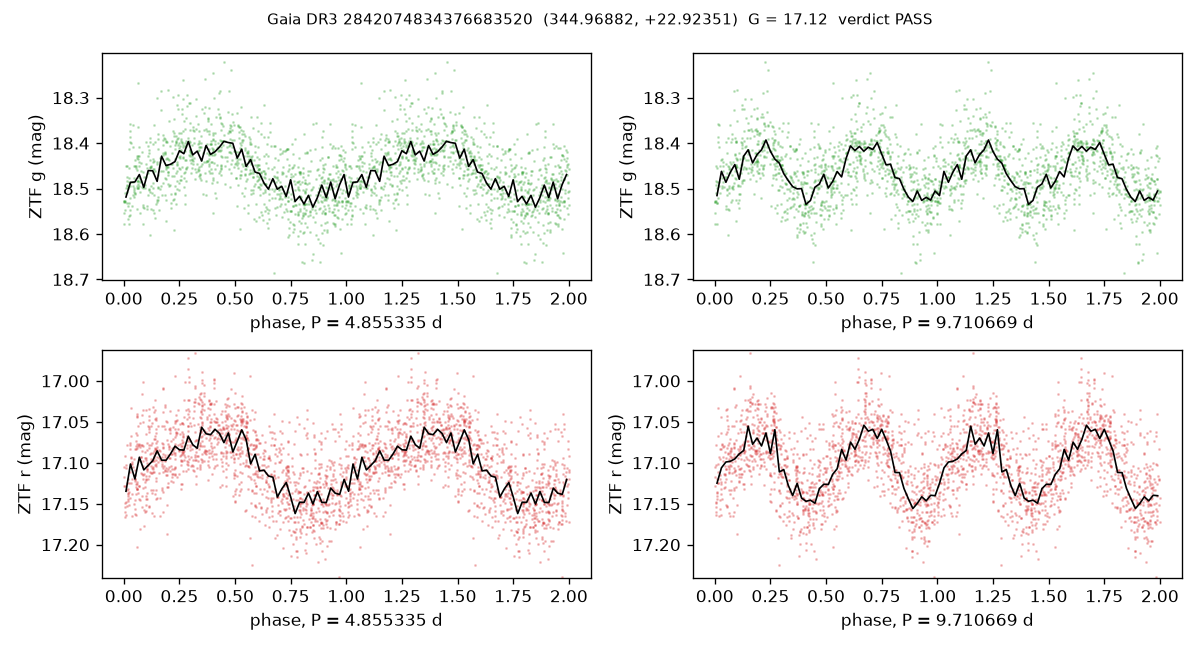 Gaia DR3 2842074834376683520 (344.96882, +22.92351) G = 17.12 verdict PASS
ZTF g (mag)
18.3
18.4
18.5
18.6
18.7
0.00 0.25 0.50 0.75 1.00 1.25 1.50 1.75 2.00
phase, P = 4.855335 d
ZTF g (mag)
18.3
18.4
18.5
18.6
18.7
0.00 0.25 0.50 0.75 1.00 1.25 1.50 1.75 2.00
phase, P = 9.710669 d
ZTF r (mag)
17.00
17.05
17.10
17.15
17.20
0.00 0.25 0.50 0.75 1.00 1.25 1.50 1.75 2.00
phase, P = 4.855335 d
ZTF r (mag)
17.00
17.05
17.10
17.15
17.20
0.00 0.25 0.50 0.75 1.00 1.25 1.50 1.75 2.00
phase, P = 9.710669 d